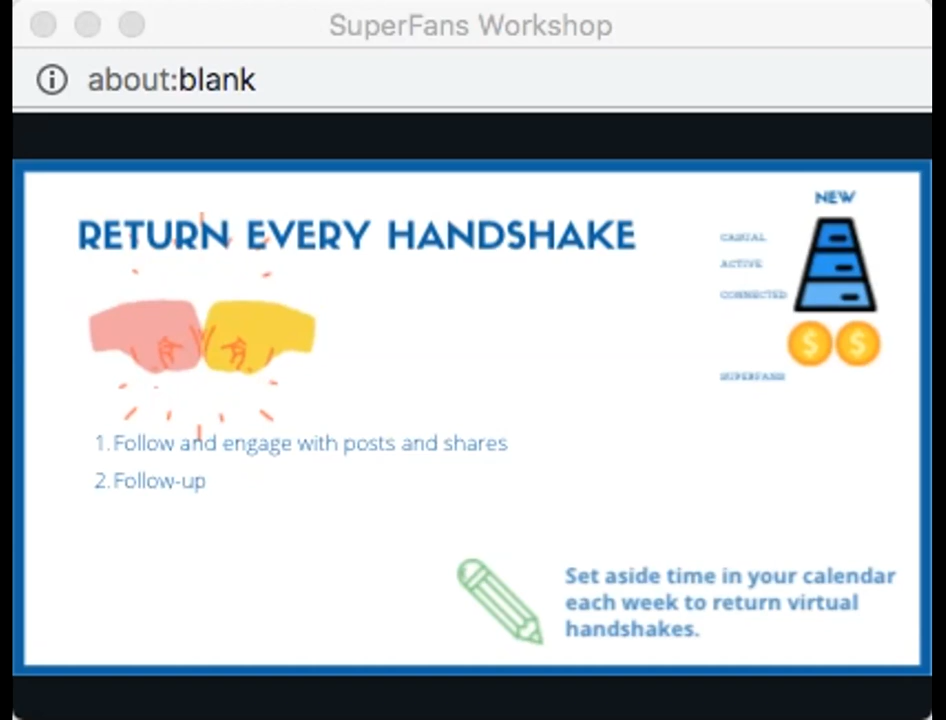 SuperFans Workshop
about:blank
NEW
RETURN EVERY HANDSHAKE
CASUAL
ACTIVE
CONNECTED
$ $
SUPERFANS
1. Follow and engage with posts and shares
2. Follow-up
Set aside time in your calendar
each week to return virtual
handshakes.